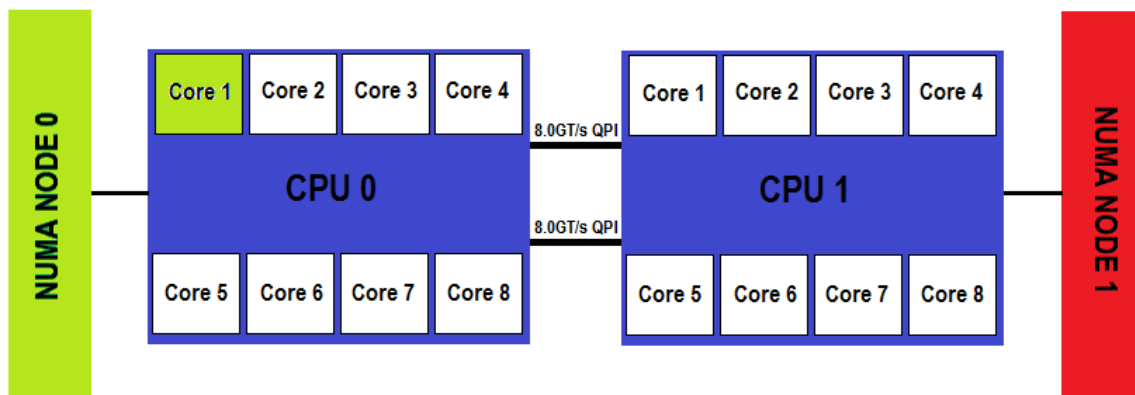 NUMA NODE 0
Core 1 Core 2 Core 3 Core 4
CPU 0
Core 5 Core 6 Core 7 Core 8
8.0GT/s QPI
8.0GT/s QPI
Core 1 Core 2 Core 3 Core 4
CPU 1
Core 5 Core 6 Core 7 Core 8
NUMA NODE 1